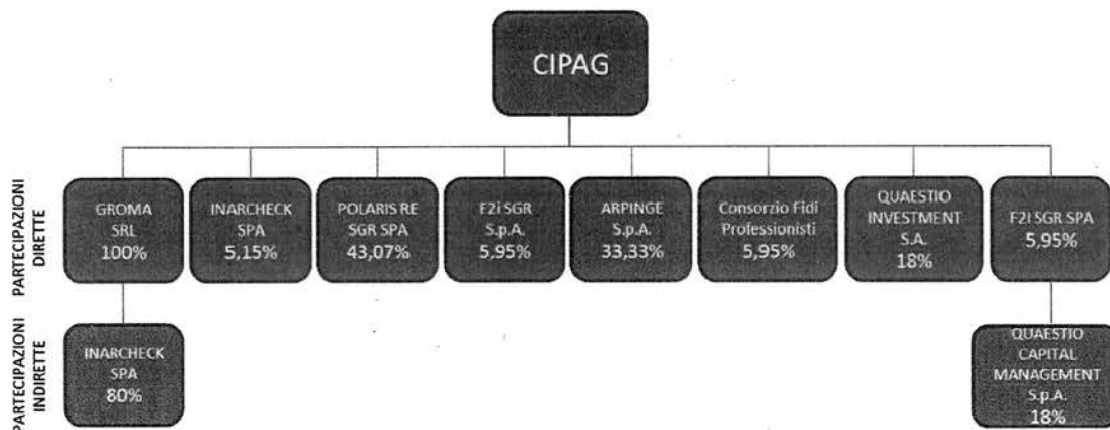 CIPAG
PARTECIPAZIONI
DIRETTE
GROMA
SRL
100%
INARCHECK
SPA
5,15%
POLARIS R.E
SGR SPA
43,07%
F2i SGR
S.p.A.
5,95%
ARPINGE
S.p.A.
33,33%
Consorzio Fidi
Professionisti
5,95%
QUAESTIO
INVESTMENT
S.A.
18%
F2i SGR SPA
5,95%
PARTECIPAZIONI
INDIRETTE
INARCHECK
SPA
80%
QUAESTIO
CAPITAL
MANAGEMENT
S.p.A.
18%